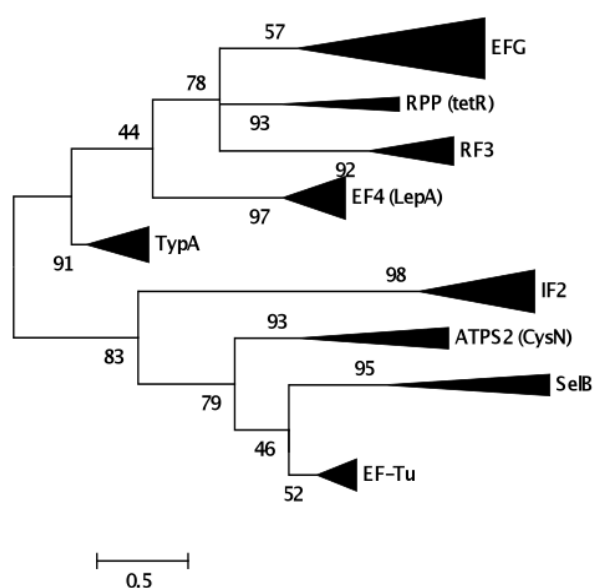 57
EFG
78
RPP (tetR)
93
44
RF3
92
EF4 (LepA)
97
TypA
91
98
IF2
93
ATPS2 (CysN)
83
95
SelB
79
46
EF-Tu
52
0.5